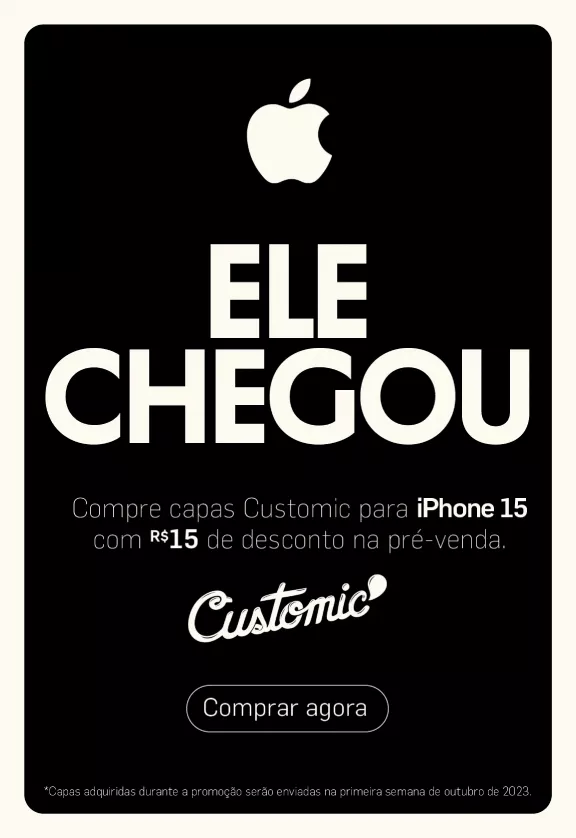 ELE
CHEGOU
Compre capas Customic para iPhone 15
com R$15 de desconto na pré-venda.
Customic
Comprar agora
*Capas adquiridas durante a promoção serão enviadas na primeira semana de outubro de 2023.